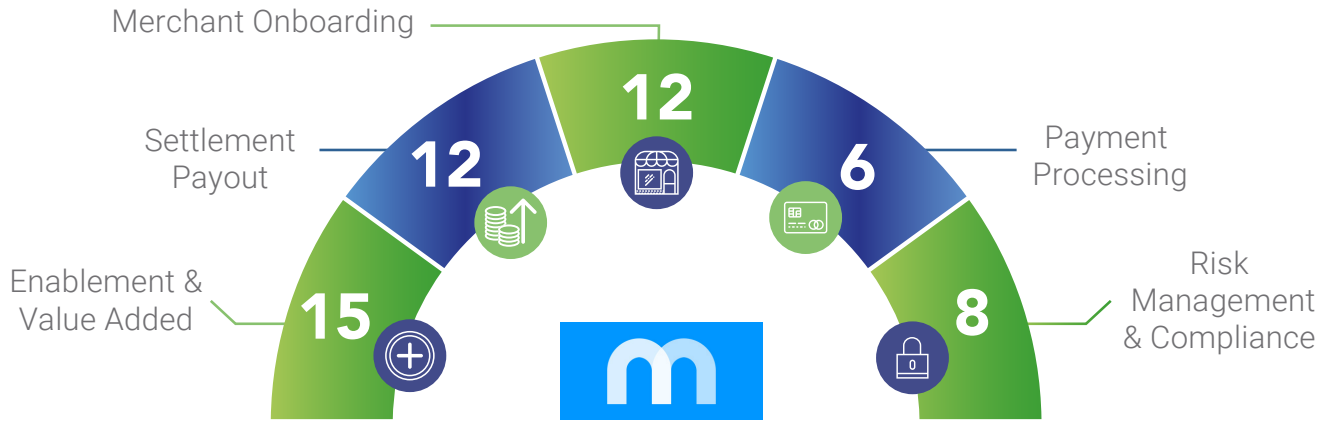 Merchant Onboarding
12
Settlement
Payout
12
6
Payment
Processing
Enablement &
Value Added
15
8
Risk
Management
& Compliance
m